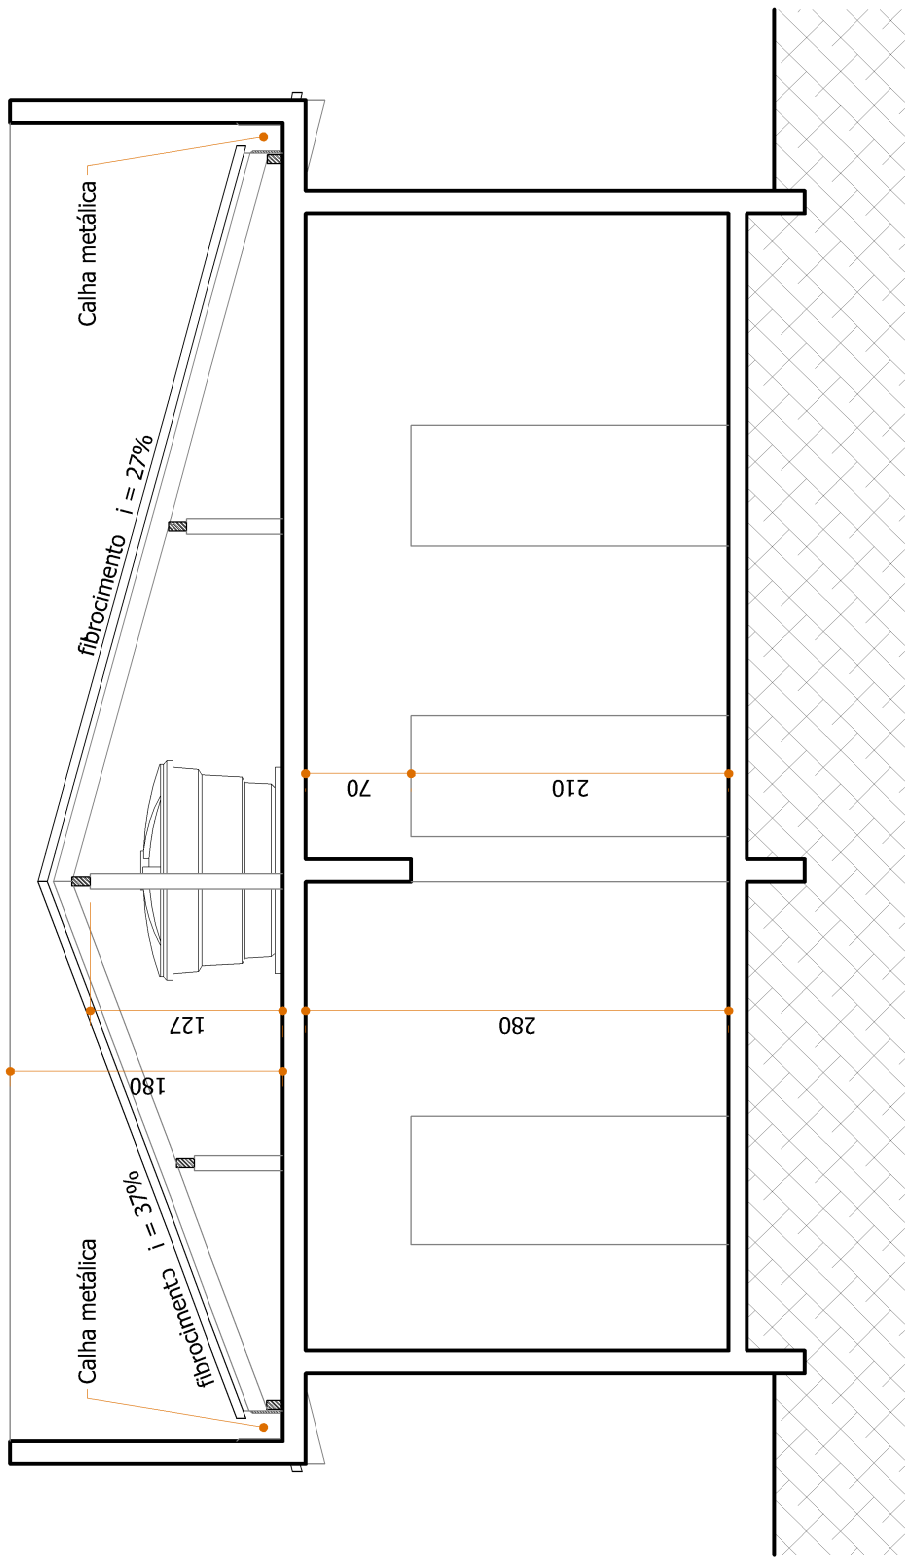 Calha metálica
fibrocimento i = 27%
70
210
127
280
180
fibrocimento i = 37%
Calha metálica